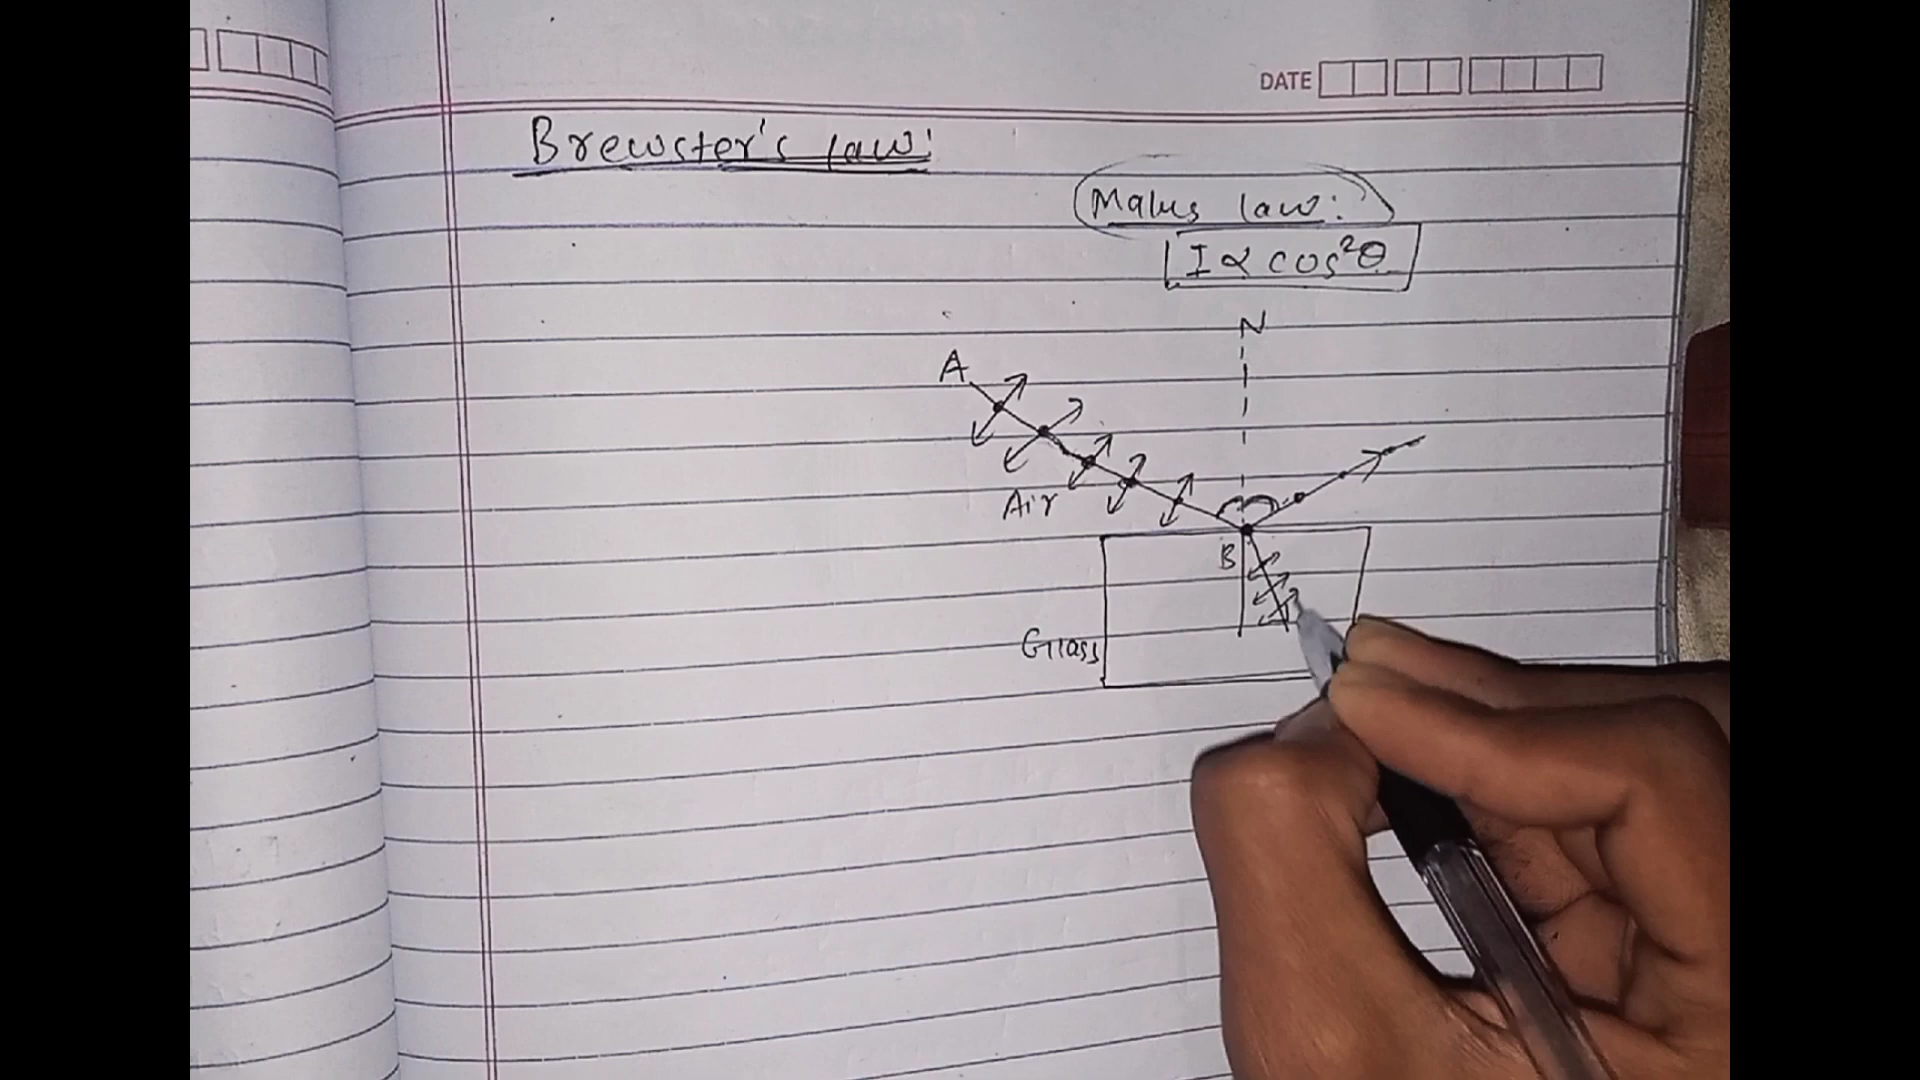 DATE
Brewster's law:
Malus law:
I α cos²θ
N
A
Air
B
Glass